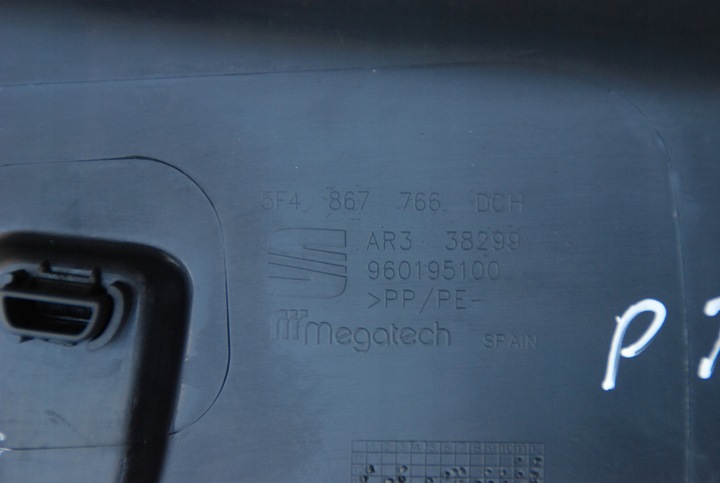 5F4 867 766 DCH
AR3 38299
960195100
>PP/PE-
Megatech SPAIN
P